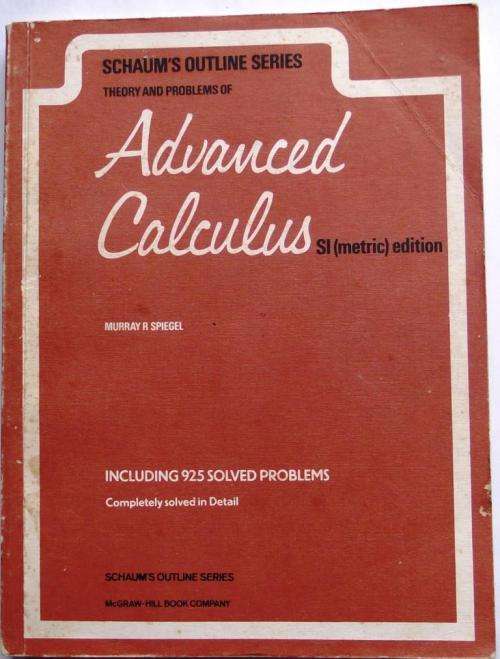 SCHAUM'S OUTLINE SERIES
THEORY AND PROBLEMS OF
Advanced
Calculus SI (metric) edition
MURRAY R SPIEGEL
INCLUDING 925 SOLVED PROBLEMS
Completely solved in Detail
SCHAUM'S OUTLINE SERIES
McGRAW-HILL BOOK COMPANY